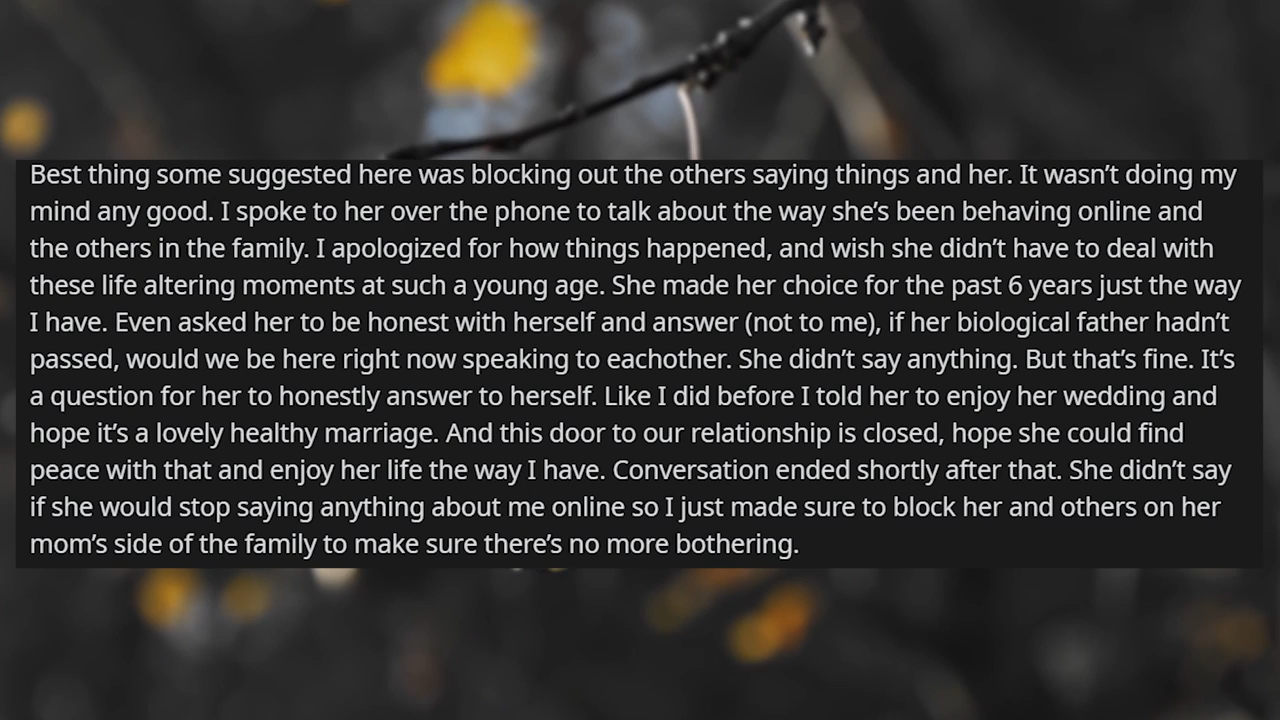 Best thing some suggested here was blocking out the others saying things and her. It wasn’t doing my
mind any good. I spoke to her over the phone to talk about the way she’s been behaving online and
the others in the family. I apologized for how things happened, and wish she didn’t have to deal with
these life altering moments at such a young age. She made her choice for the past 6 years just the way
I have. Even asked her to be honest with herself and answer (not to me), if her biological father hadn’t
passed, would we be here right now speaking to eachother. She didn’t say anything. But that’s fine. It’s
a question for her to honestly answer to herself. Like I did before I told her to enjoy her wedding and
hope it’s a lovely healthy marriage. And this door to our relationship is closed, hope she could find
peace with that and enjoy her life the way I have. Conversation ended shortly after that. She didn’t say
if she would stop saying anything about me online so I just made sure to block her and others on her
mom’s side of the family to make sure there’s no more bothering.